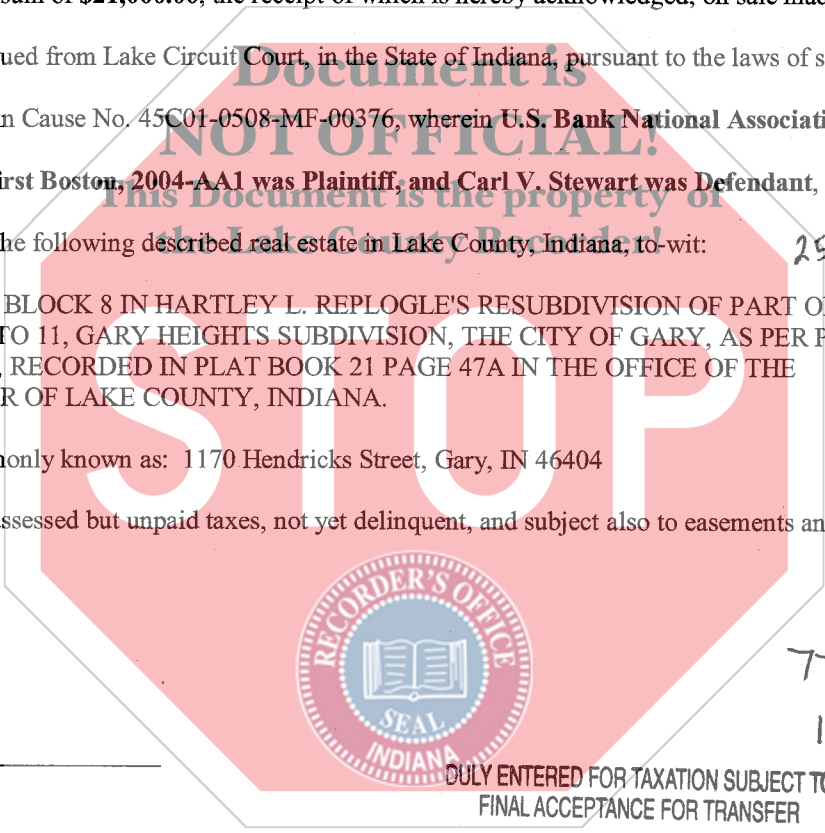 sum of $21,000.00, the receipt of which is hereby acknowledged, on sale mad
ued from Lake Circuit Court, in the State of Indiana, pursuant to the laws of s
Document is
n Cause No. 45C01-0508-MF-00376, wherein U.S. Bank National Associati
NOT OFFICIAL!
irst Boston, 2004-AA1 was Plaintiff, and Carl V. Stewart was Defendant,
This Document is the property of
he following described real estate in Lake County, Indiana, to-wit:
25
the Lake County Recorder!
BLOCK 8 IN HARTLEY L. REPLOGLE'S RESUBDIVISION OF PART O
TO 11, GARY HEIGHTS SUBDIVISION, THE CITY OF GARY, AS PER P
, RECORDED IN PLAT BOOK 21 PAGE 47A IN THE OFFICE OF THE
R OF LAKE COUNTY, INDIANA.
STOP
only known as: 1170 Hendricks Street, Gary, IN 46404
ssessed but unpaid taxes, not yet delinquent, and subject also to easements an
RECORDER'S OFFICE
SEAL
INDIANA
DULY ENTERED FOR TAXATION SUBJECT TO
FINAL ACCEPTANCE FOR TRANSFER